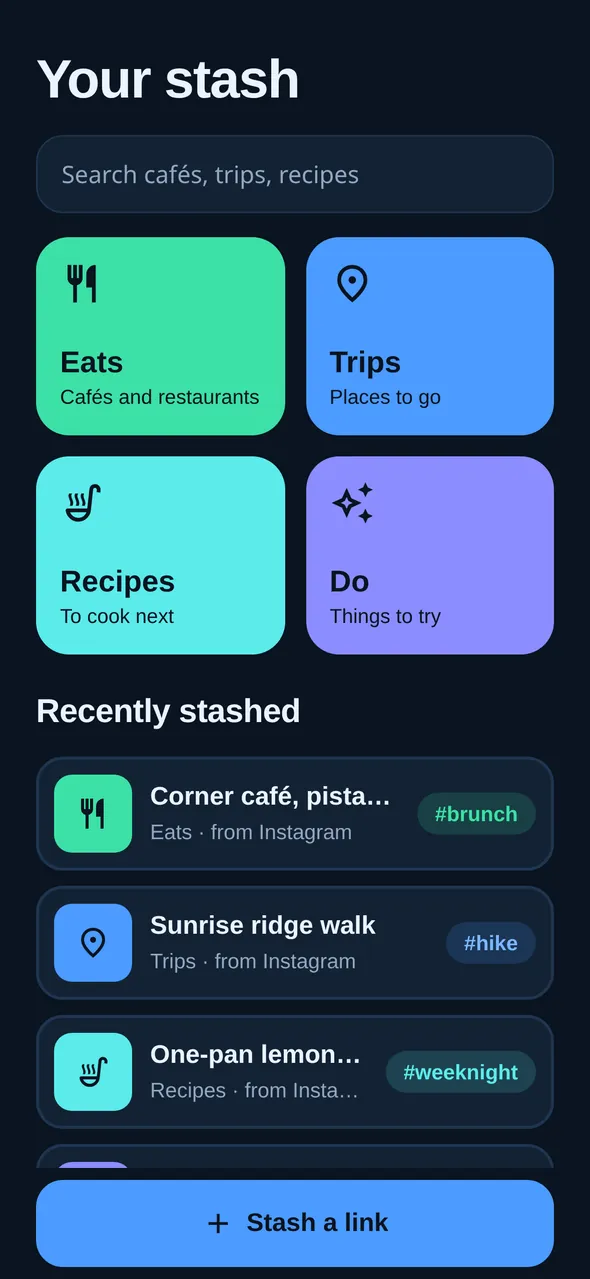 Your stash
Search cafés, trips, recipes
Eats
Cafés and restaurants
Trips
Places to go
Recipes
To cook next
Do
Things to try
Recently stashed
Corner café, pista…
Eats · from Instagram
#brunch
Sunrise ridge walk
Trips · from Instagram
#hike
One-pan lemon…
Recipes · from Insta…
#weeknight
+ Stash a link